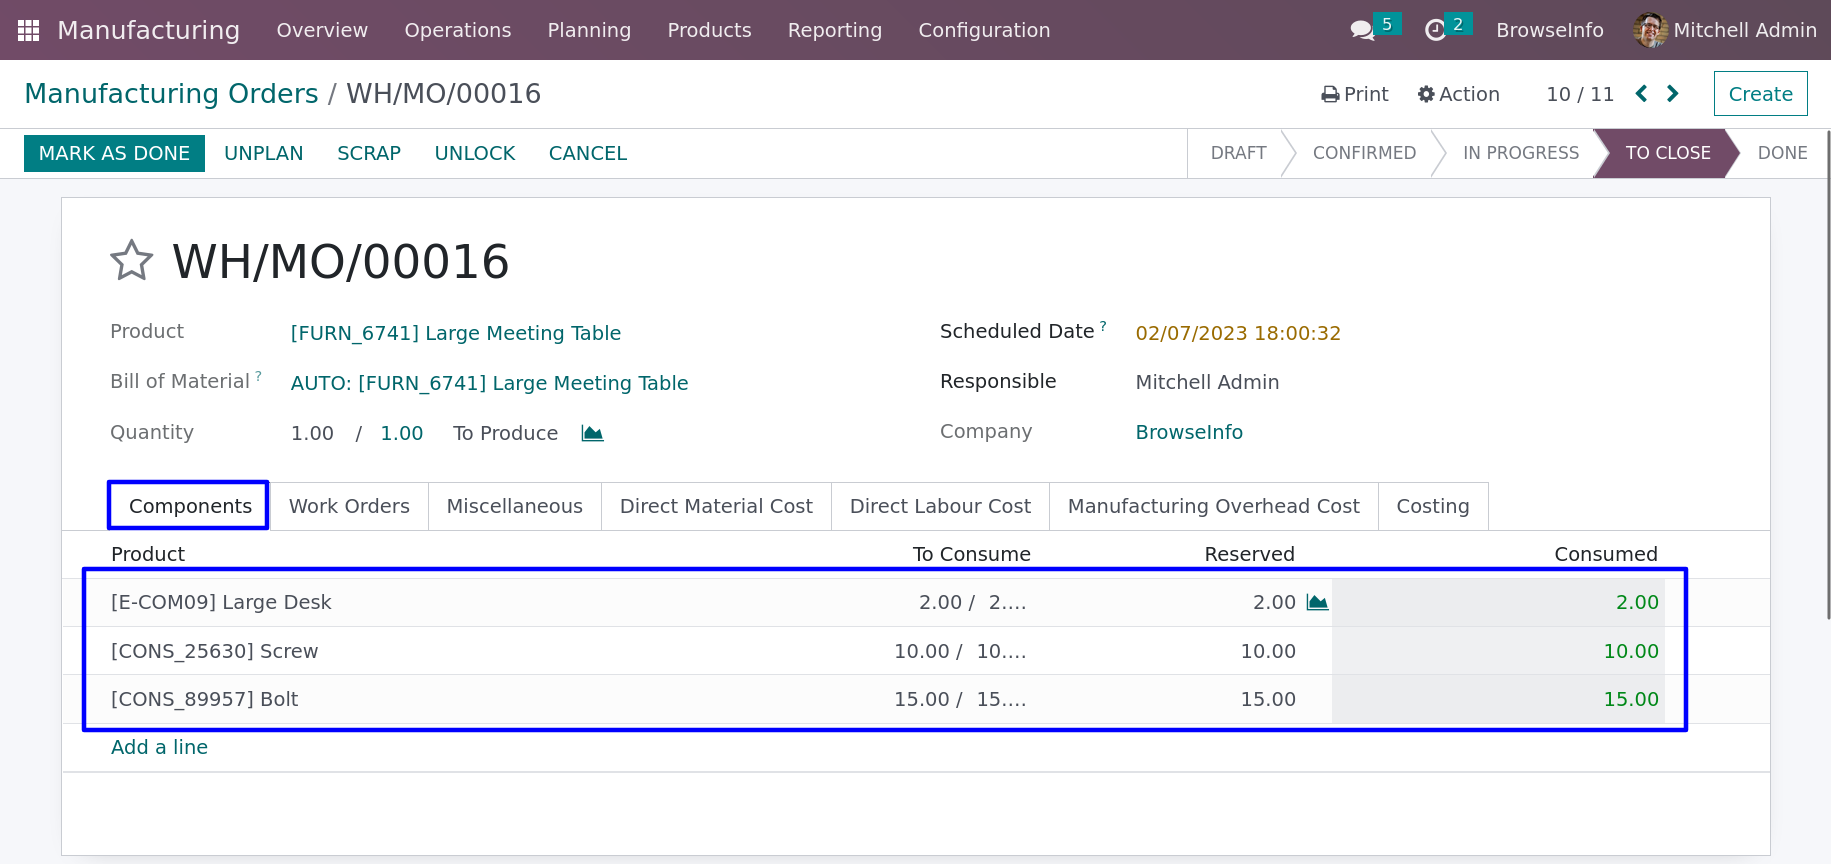 Manufacturing Overview Operations Planning Products Reporting Configuration 5 2 BrowseInfo Mitchell Admin
Manufacturing Orders / WH/MO/00016 Print Action 10 / 11 Create
MARK AS DONE UNPLAN SCRAP UNLOCK CANCEL DRAFT CONFIRMED IN PROGRESS TO CLOSE DONE
WH/MO/00016
Product [FURN_6741] Large Meeting Table Scheduled Date ? 02/07/2023 18:00:32
Bill of Material ? AUTO: [FURN_6741] Large Meeting Table Responsible Mitchell Admin
Quantity 1.00 / 1.00 To Produce Company BrowseInfo
Components Work Orders Miscellaneous Direct Material Cost Direct Labour Cost Manufacturing Overhead Cost Costing
Product To Consume Reserved Consumed
[E-COM09] Large Desk 2.00 / 2.... 2.00 2.00
[CONS_25630] Screw 10.00 / 10.... 10.00 10.00
[CONS_89957] Bolt 15.00 / 15.... 15.00 15.00
Add a line